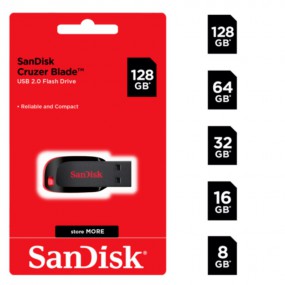 SanDisk
Cruzer Blade™
USB 2.0 Flash Drive
128
GB*
• Reliable and Compact
SanDisk
store MORE
128
GB*
64
GB*
32
GB*
16
GB*
8
GB*